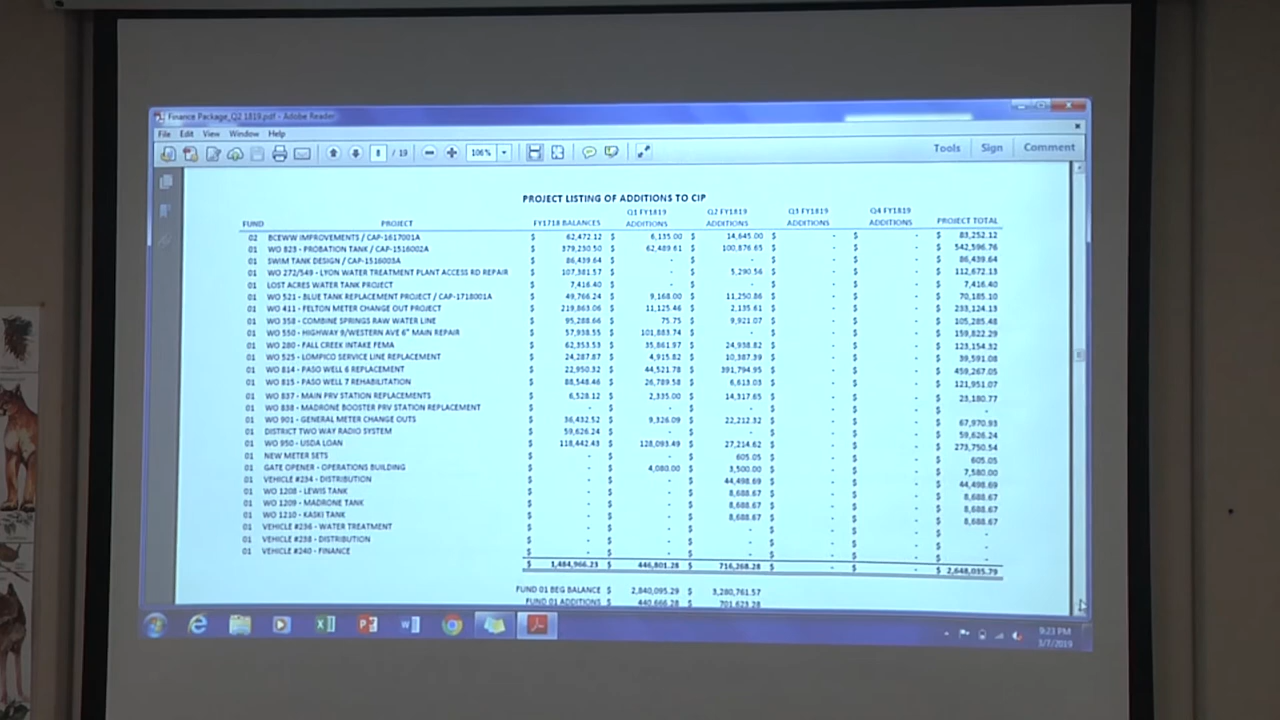 Finance Package_Q2 1819.pdf - Adobe Reader
File Edit View Window Help
8 / 19 106% Tools Sign Comment
PROJECT LISTING OF ADDITIONS TO CIP
Q1 FY1819 Q2 FY1819 Q3 FY1819 Q4 FY1819
FUND PROJECT FY1718 BALANCES ADDITIONS ADDITIONS ADDITIONS ADDITIONS PROJECT TOTAL
02 BCEWW IMPROVEMENTS / CAP-1617001A $ 62,472.12 $ 6,135.00 $ 14,645.00 $ - $ - $ 83,252.12
01 WO 823 - PROBATION TANK / CAP-1516002A $ 379,230.50 $ 62,489.61 $ 100,876.65 $ - $ - $ 542,596.76
01 SWIM TANK DESIGN / CAP-1516003A $ 86,439.64 $ - $ - $ - $ - $ 86,439.64
01 WO 272/549 - LYON WATER TREATMENT PLANT ACCESS RD REPAIR $ 107,381.57 $ - $ 5,290.56 $ - $ - $ 112,672.13
01 LOST ACRES WATER TANK PROJECT $ 7,416.40 $ - $ - $ - $ - $ 7,416.40
01 WO 521 - BLUE TANK REPLACEMENT PROJECT / CAP-1718001A $ 49,766.24 $ 9,168.00 $ 11,250.86 $ - $ - $ 70,185.10
01 WO 411 - FELTON METER CHANGE OUT PROJECT $ 219,863.06 $ 11,125.46 $ 2,135.61 $ - $ - $ 233,124.13
01 WO 358 - COMBINE SPRINGS RAW WATER LINE $ 95,288.66 $ 75.75 $ 9,921.07 $ - $ - $ 105,285.48
01 WO 550 - HIGHWAY 9/WESTERN AVE 6" MAIN REPAIR $ 57,938.55 $ 101,883.74 $ - $ - $ - $ 159,822.29
01 WO 280 - FALL CREEK INTAKE FEMA $ 62,353.53 $ 35,861.97 $ 24,938.82 $ - $ - $ 123,154.32
01 WO 525 - LOMPICO SERVICE LINE REPLACEMENT $ 24,287.87 $ 4,915.82 $ 10,387.39 $ - $ - $ 39,591.08
01 WO 814 - PASO WELL 6 REPLACEMENT $ 22,950.32 $ 44,521.78 $ 391,794.95 $ - $ - $ 459,267.05
01 WO 815 - PASO WELL 7 REHABILITATION $ 88,548.46 $ 26,789.58 $ 6,613.03 $ - $ - $ 121,951.07
01 WO 837 - MAIN PRV STATION REPLACEMENTS $ 6,528.12 $ 2,335.00 $ 14,317.65 $ - $ - $ 23,180.77
01 WO 838 - MADRONE BOOSTER PRV STATION REPLACEMENT $ - $ - $ - $ - $ - $ -
01 WO 901 - GENERAL METER CHANGE OUTS $ 36,432.52 $ 9,326.09 $ 22,212.32 $ - $ - $ 67,970.93
01 DISTRICT TWO WAY RADIO SYSTEM $ 59,626.24 $ - $ - $ - $ - $ 59,626.24
01 WO 950 - USDA LOAN $ 118,442.43 $ 128,093.49 $ 27,214.62 $ - $ - $ 273,750.54
01 NEW METER SETS $ - $ - $ 605.05 $ - $ - $ 605.05
01 GATE OPENER - OPERATIONS BUILDING $ - $ 4,080.00 $ 3,500.00 $ - $ - $ 7,580.00
01 VEHICLE #234 - DISTRIBUTION $ - $ - $ 44,498.69 $ - $ - $ 44,498.69
01 WO 1208 - LEWIS TANK $ - $ - $ 8,688.67 $ - $ - $ 8,688.67
01 WO 1209 - MADRONE TANK $ - $ - $ 8,688.67 $ - $ - $ 8,688.67
01 WO 1210 - KASKI TANK $ - $ - $ 8,688.67 $ - $ - $ 8,688.67
01 VEHICLE #236 - WATER TREATMENT $ - $ - $ - $ - $ - $ -
01 VEHICLE #238 - DISTRIBUTION $ - $ - $ - $ - $ - $ -
01 VEHICLE #240 - FINANCE $ - $ - $ - $ - $ - $ -
$ 1,484,966.23 $ 446,801.28 $ 716,268.28 $ - $ - $ 2,648,035.79
FUND 01 BEG BALANCE $ 2,840,095.29 $ 3,280,761.57
FUND 01 ADDITIONS $ 440,666.28 $ 701,623.28
9:23 PM
3/7/2019